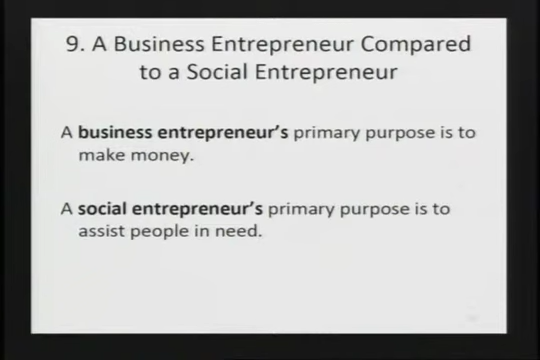 9. A Business Entrepreneur Compared
to a Social Entrepreneur
A business entrepreneur's primary purpose is to
make money.
A social entrepreneur's primary purpose is to
assist people in need.